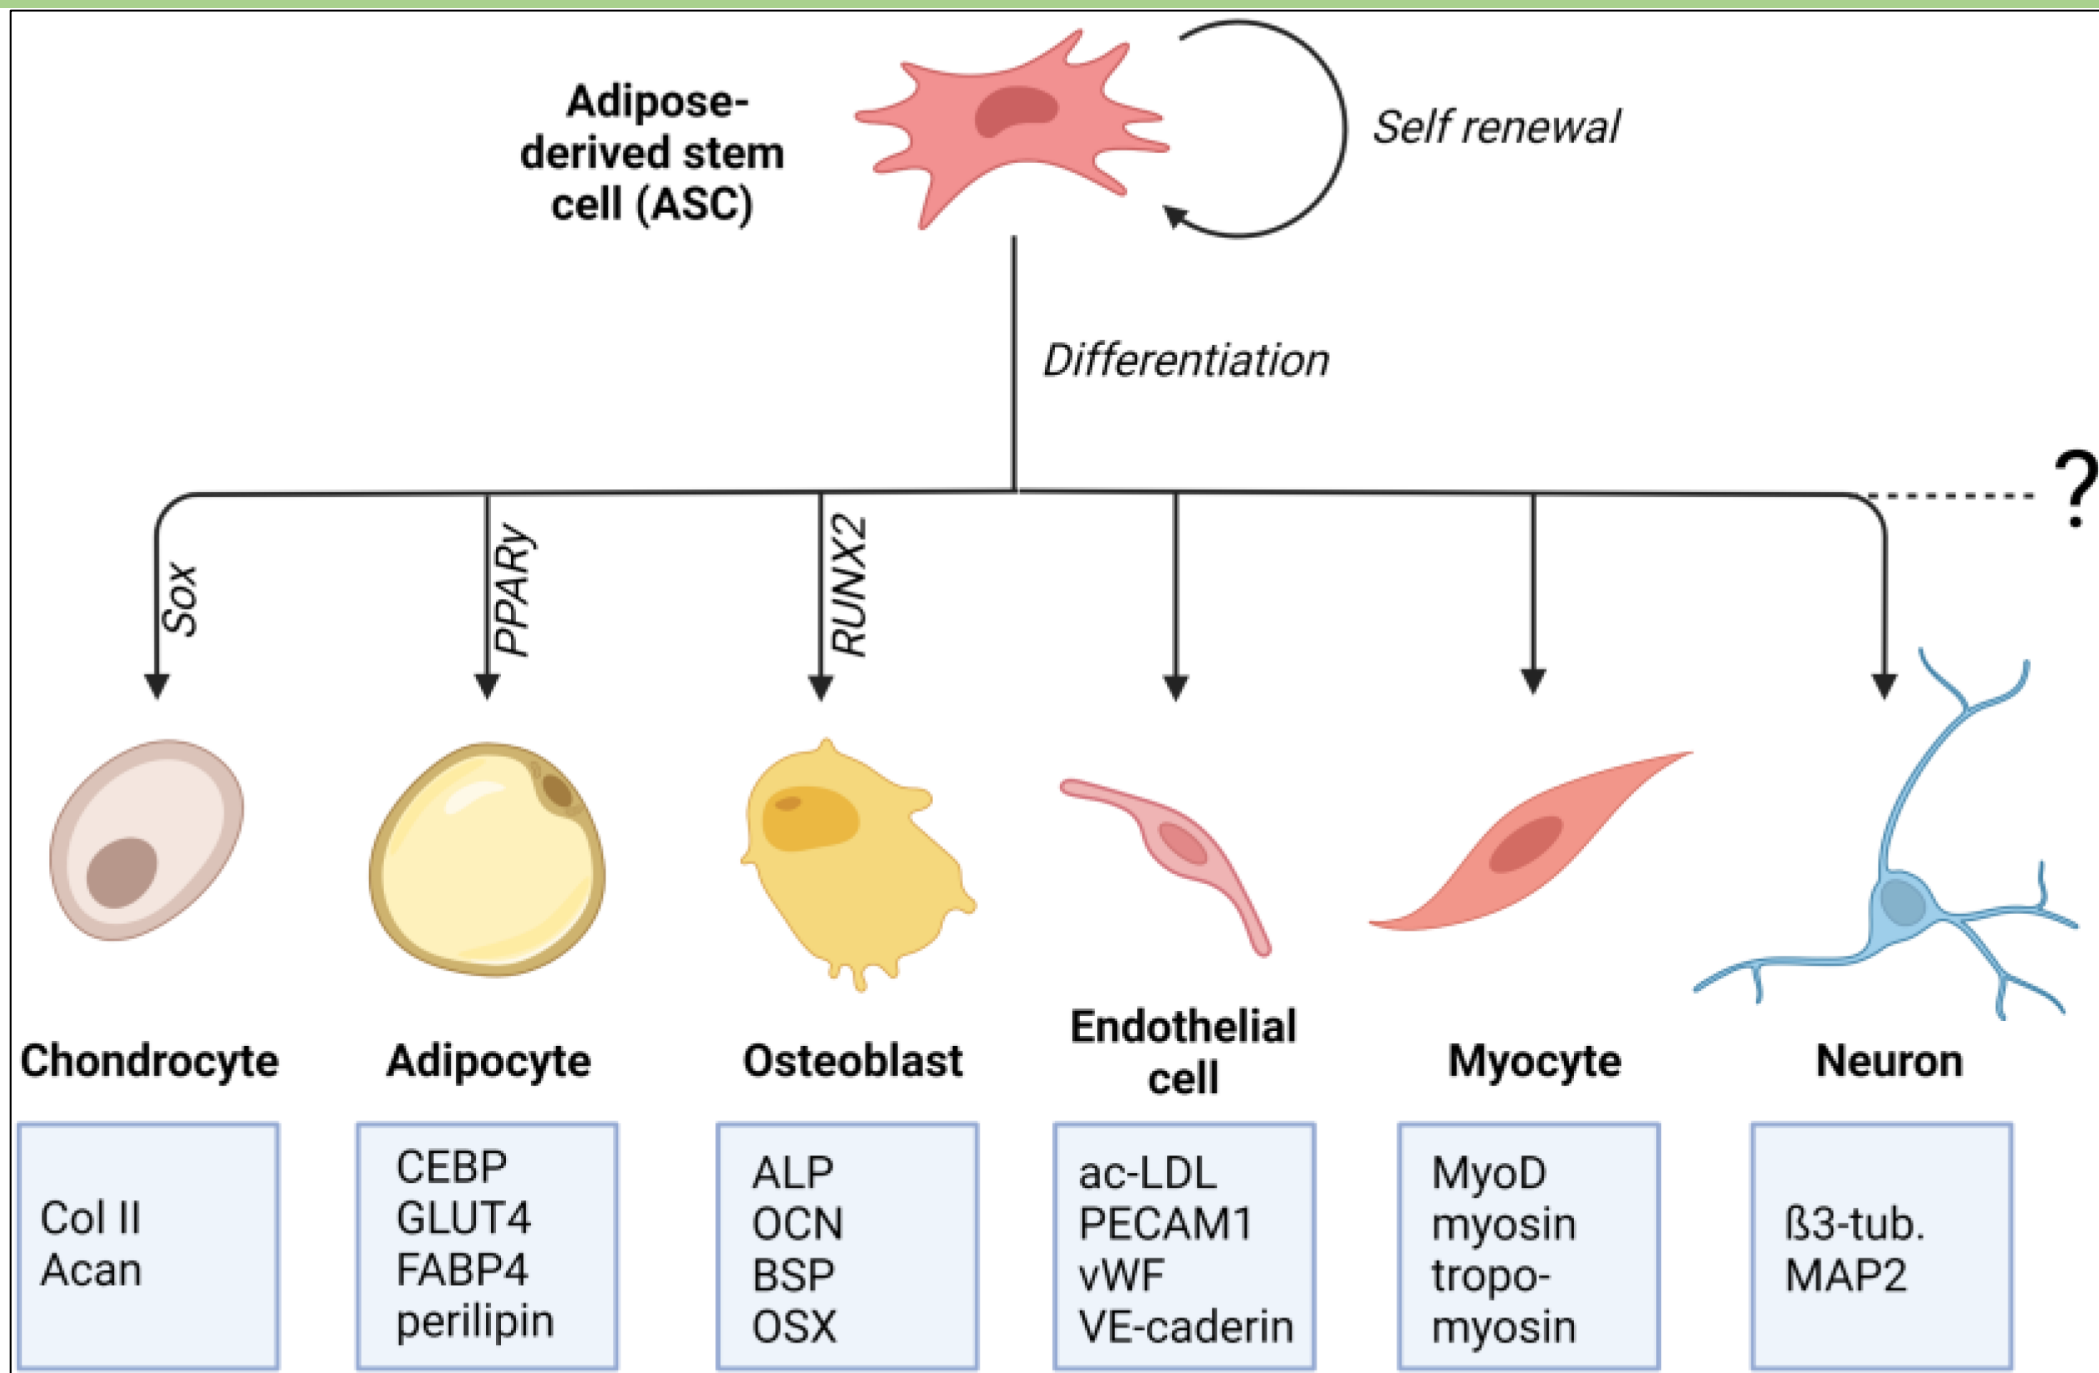 Adipose-
derived stem
cell (ASC)
Self renewal
Differentiation
?
Sox
PPARy
RUNX2
Chondrocyte
Adipocyte
Osteoblast
Endothelial
cell
Myocyte
Neuron
Col II
Acan
CEBP
GLUT4
FABP4
perilipin
ALP
OCN
BSP
OSX
ac-LDL
PECAM1
vWF
VE-caderin
MyoD
myosin
tropo-
myosin
ß3-tub.
MAP2